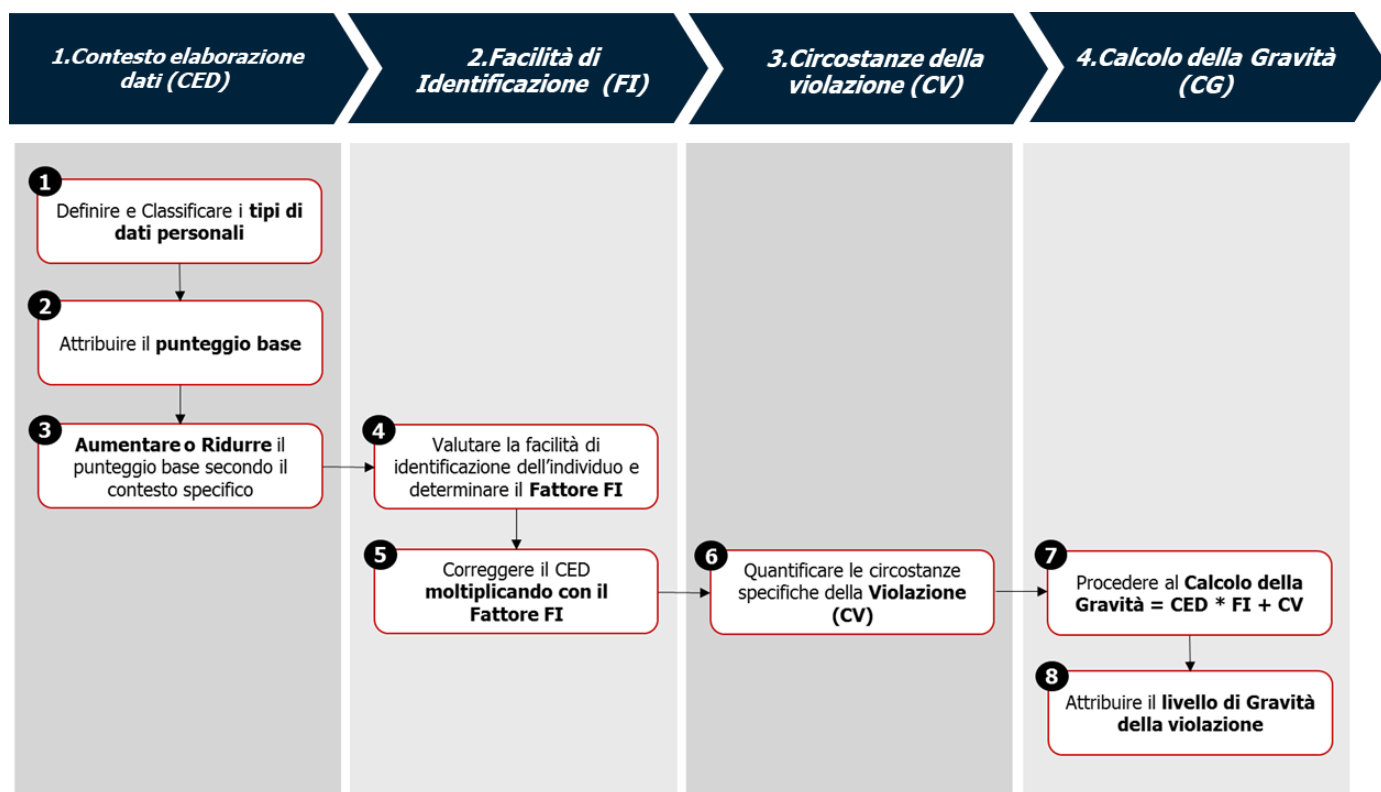 1.Contesto elaborazione
dati (CED)
2.Facilità di
Identificazione (FI)
3.Circostanze della
violazione (CV)
4.Calcolo della Gravità
(CG)
1
Definire e Classificare i tipi di
dati personali
2
Attribuire il punteggio base
3
Aumentare o Ridurre il
punteggio base secondo il
contesto specifico
4
Valutare la facilità di
identificazione dell'individuo e
determinare il Fattore FI
5
Correggere il CED
moltiplicando con il
Fattore FI
6
Quantificare le circostanze
specifiche della Violazione
(CV)
7
Procedere al Calcolo della
Gravità = CED * FI + CV
8
Attribuire il livello di Gravità
della violazione